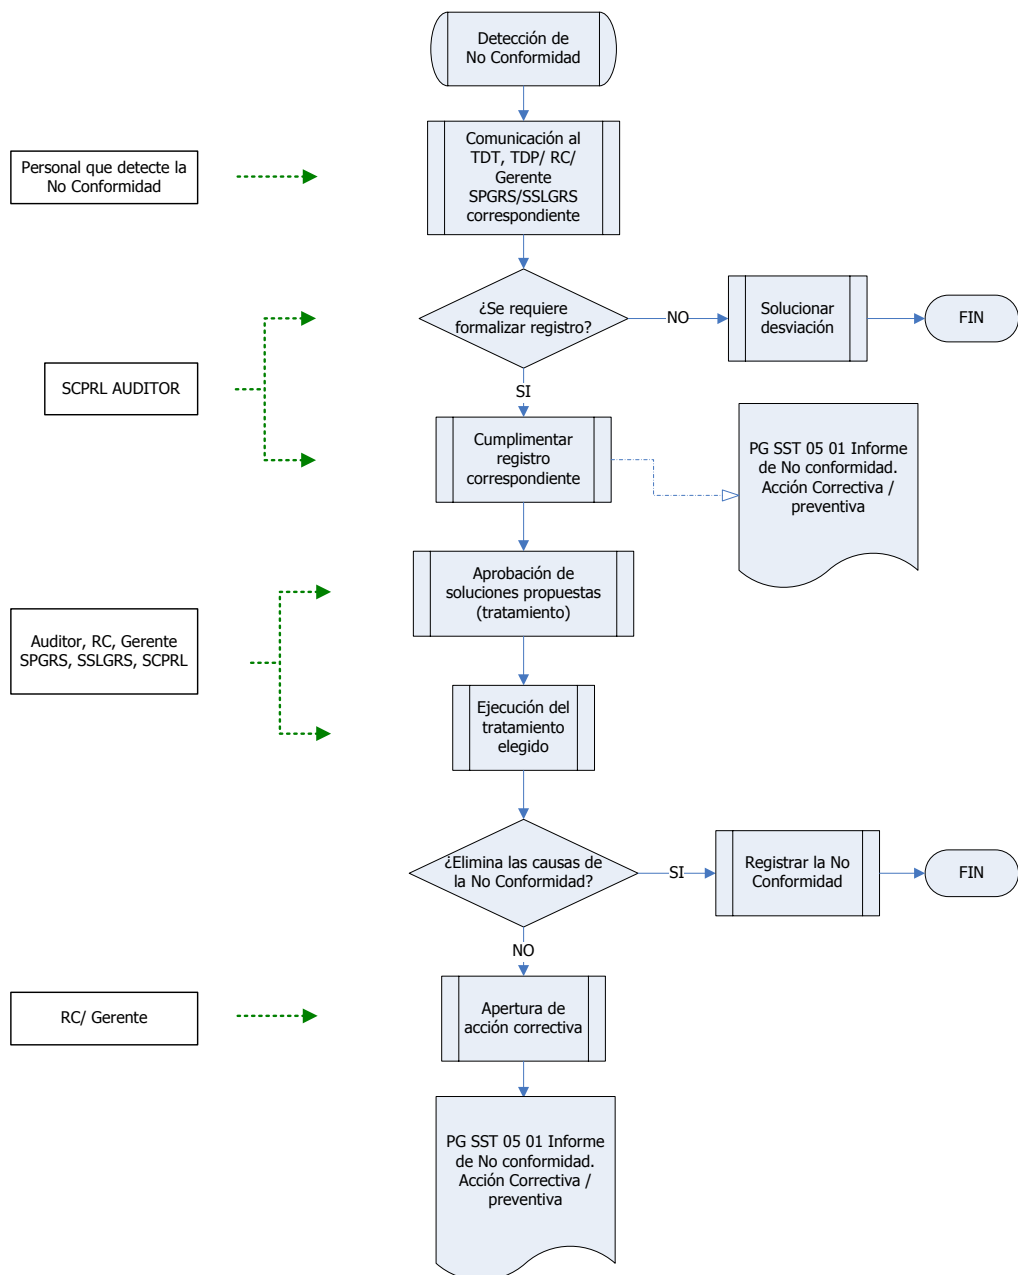 Detección de
No Conformidad
Personal que detecte la
No Conformidad
Comunicación al
TDT, TDP/ RC/
Gerente
SPGRS/SSLGRS
correspondiente
¿Se requiere
formalizar registro?
NO
Solucionar
desviación
FIN
SCPRL AUDITOR
SI
Cumplimentar
registro
correspondiente
PG SST 05 01 Informe
de No conformidad.
Acción Correctiva /
preventiva
Aprobación de
soluciones propuestas
(tratamiento)
Auditor, RC, Gerente
SPGRS, SSLGRS, SCPRL
Ejecución del
tratamiento
elegido
¿Elimina las causas de
la No Conformidad?
SI
Registrar la No
Conformidad
FIN
NO
RC/ Gerente
Apertura de
acción correctiva
PG SST 05 01 Informe
de No conformidad.
Acción Correctiva /
preventiva